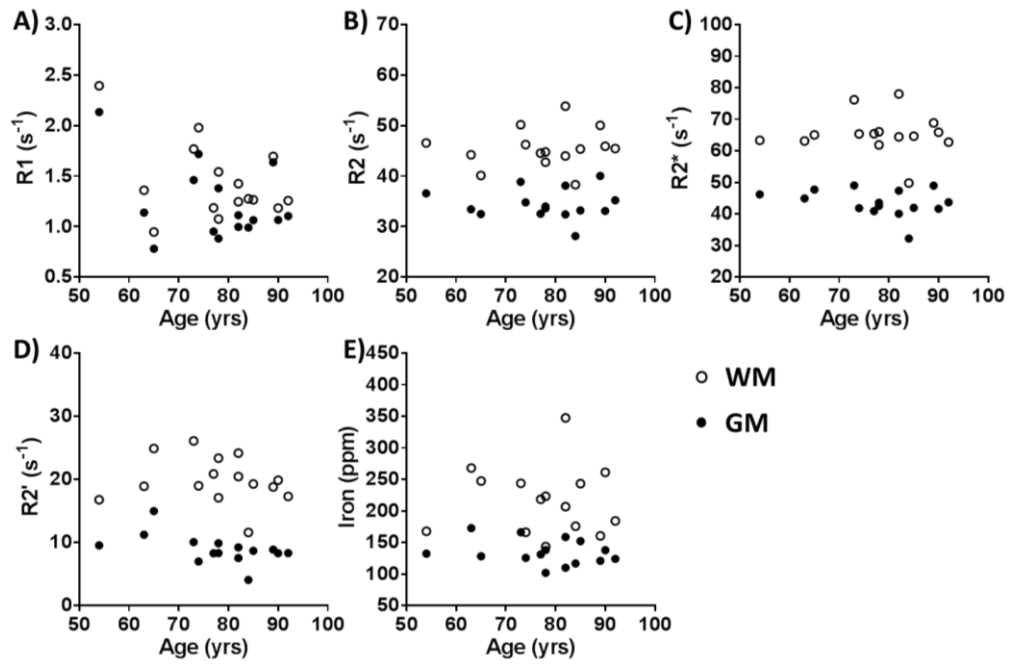 A)
3.0
2.5
2.0
1.5
1.0
0.5
R1 (s⁻¹)
50 60 70 80 90 100
Age (yrs)
B)
70
60
50
40
30
20
R2 (s⁻¹)
50 60 70 80 90 100
Age (yrs)
C)
100
90
80
70
60
50
40
30
20
R2* (s⁻¹)
50 60 70 80 90 100
Age (yrs)
D)
40
30
20
10
0
R2' (s⁻¹)
50 60 70 80 90 100
Age (yrs)
E)
450
400
350
300
250
200
150
100
50
Iron (ppm)
50 60 70 80 90 100
Age (yrs)
WM
GM